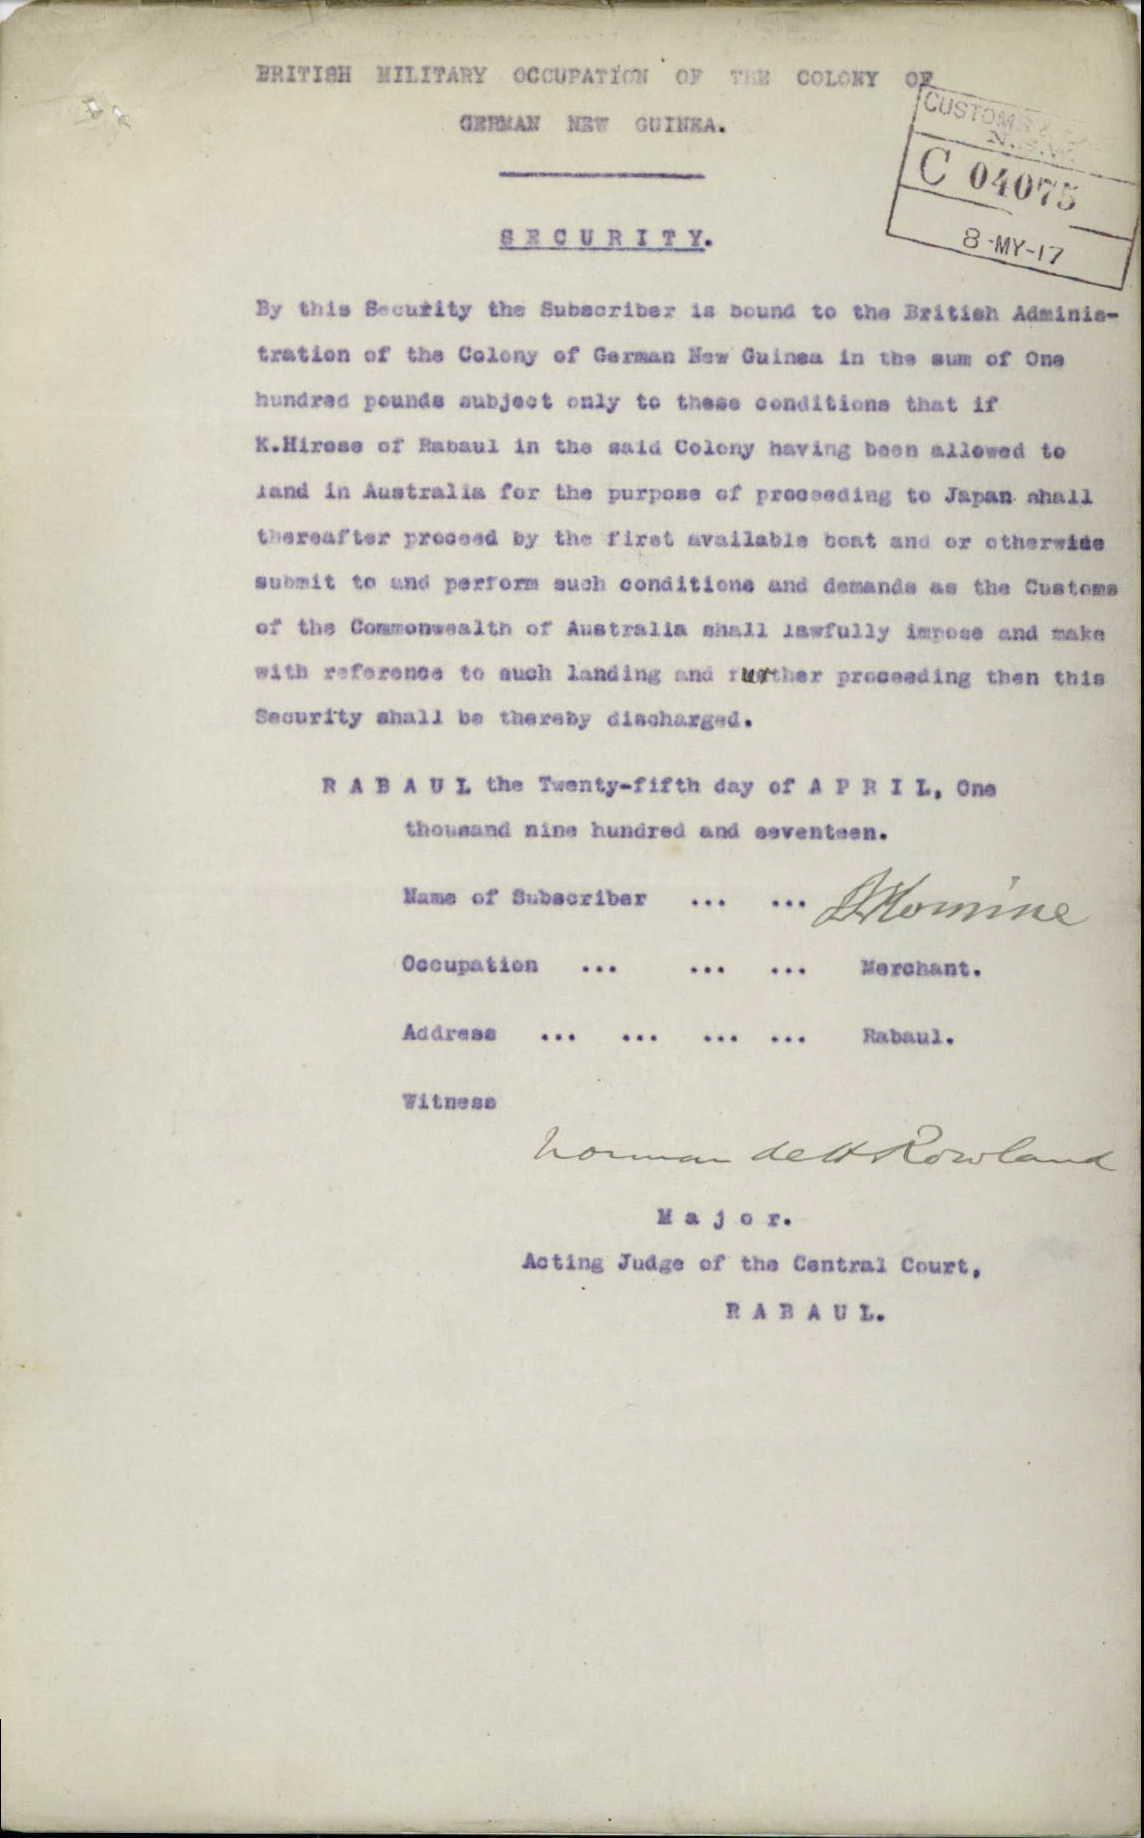 BRITISH MILITARY OCCUPATION OF THE COLONY OF
GERMAN NEW GUINEA.
CUSTOMS &
N.S.W.
C 04075
8-MY-17
SECURITY.
By this Security the Subscriber is bound to the British Adminis-
tration of the Colony of German New Guinea in the sum of One
hundred pounds subject only to these conditions that if
K.Hirose of Rabaul in the said Colony having been allowed to
land in Australia for the purpose of proceeding to Japan shall
thereafter proceed by the first available boat and or otherwise
submit to and perform such conditions and demands as the Customs
of the Commonwealth of Australia shall lawfully impose and make
with reference to such landing and further proceeding then this
Security shall be thereby discharged.
RABAUL the Twenty-fifth day of APRIL, One
thousand nine hundred and seventeen.
Name of Subscriber ... ... Komine
Occupation ... ... ... Merchant.
Address ... ... ... ... Rabaul.
Witness
Norman de H Rowland
Major.
Acting Judge of the Central Court,
RABAUL.